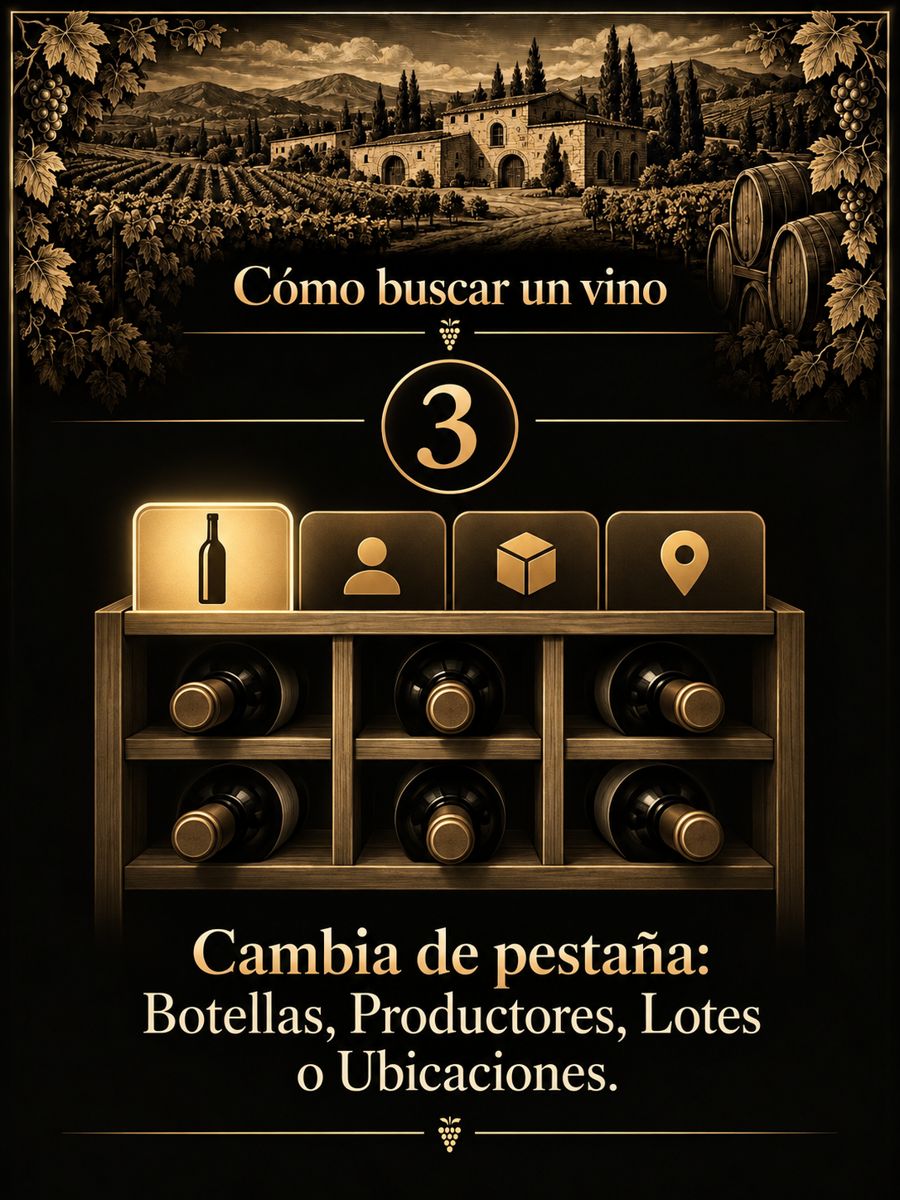 Cómo buscar un vino
3
Cambia de pestaña:
Botellas, Productores, Lotes
o Ubicaciones.